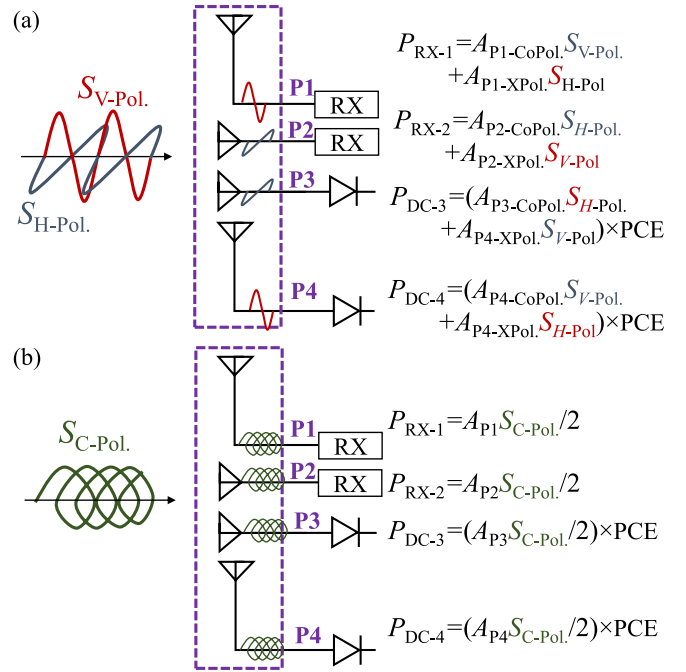 (a)
S_V-Pol.
S_H-Pol.
P1
RX
P2
RX
P3
P4
P_RX-1=A_P1-CoPol.S_V-Pol.
+A_P1-XPol.S_H-Pol
P_RX-2=A_P2-CoPol.S_H-Pol.
+A_P2-XPol.S_V-Pol
P_DC-3=(A_P3-CoPol.S_H-Pol.
+A_P4-XPol.S_V-Pol)×PCE
P_DC-4=(A_P4-CoPol.S_V-Pol.
+A_P4-XPol.S_H-Pol)×PCE
(b)
S_C-Pol.
P1
RX
P2
RX
P3
P4
P_RX-1=A_P1S_C-Pol./2
P_RX-2=A_P2S_C-Pol./2
P_DC-3=(A_P3S_C-Pol./2)×PCE
P_DC-4=(A_P4S_C-Pol./2)×PCE